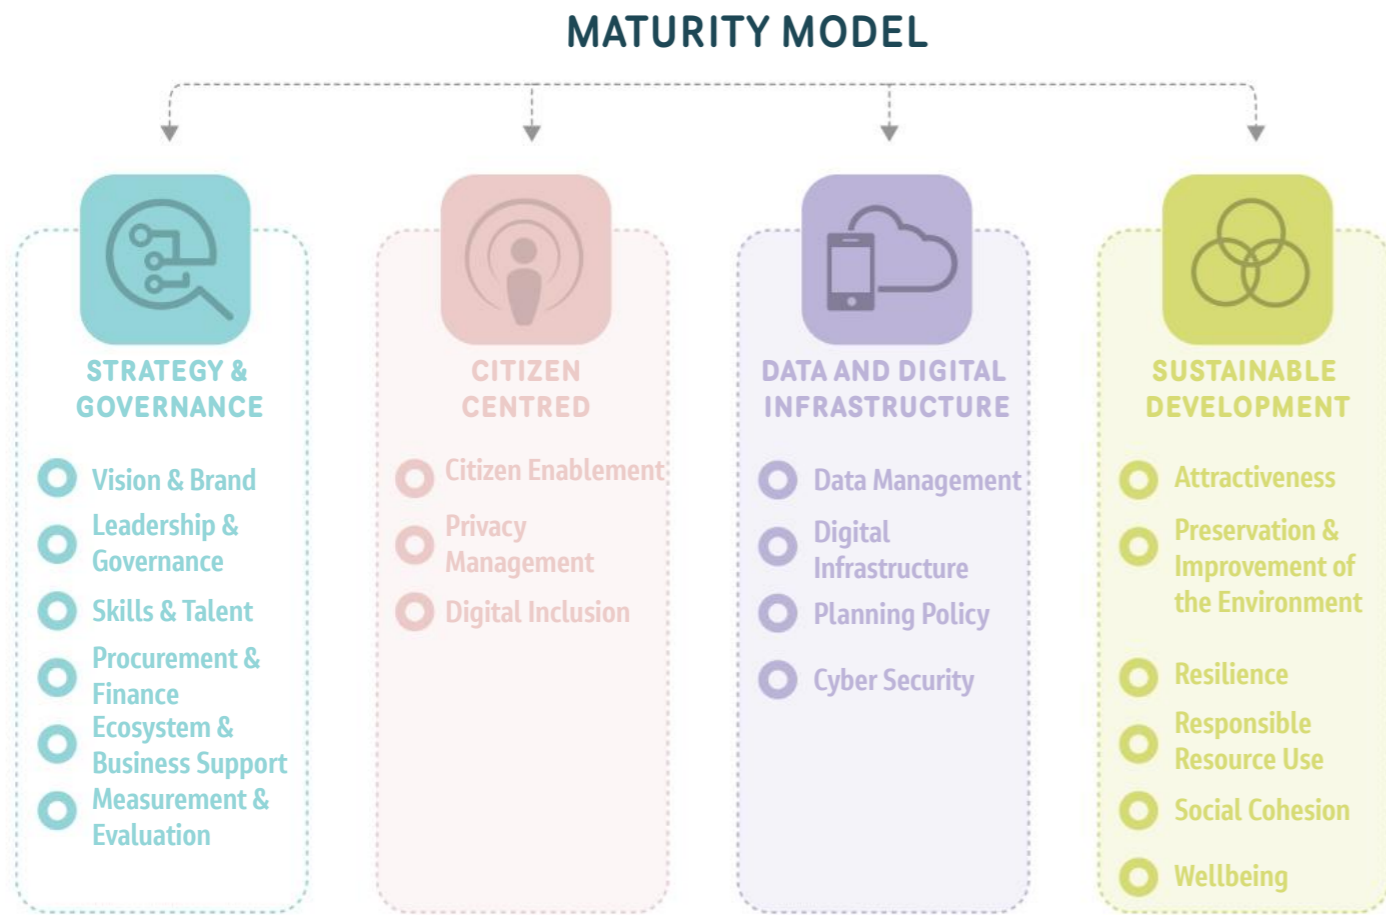 MATURITY MODEL
STRATEGY &
GOVERNANCE
Vision & Brand
Leadership &
Governance
Skills & Talent
Procurement &
Finance
Ecosystem &
Business Support
Measurement &
Evaluation
CITIZEN
CENTRED
Citizen Enablement
Privacy
Management
Digital Inclusion
DATA AND DIGITAL
INFRASTRUCTURE
Data Management
Digital
Infrastructure
Planning Policy
Cyber Security
SUSTAINABLE
DEVELOPMENT
Attractiveness
Preservation &
Improvement of
the Environment
Resilience
Responsible
Resource Use
Social Cohesion
Wellbeing